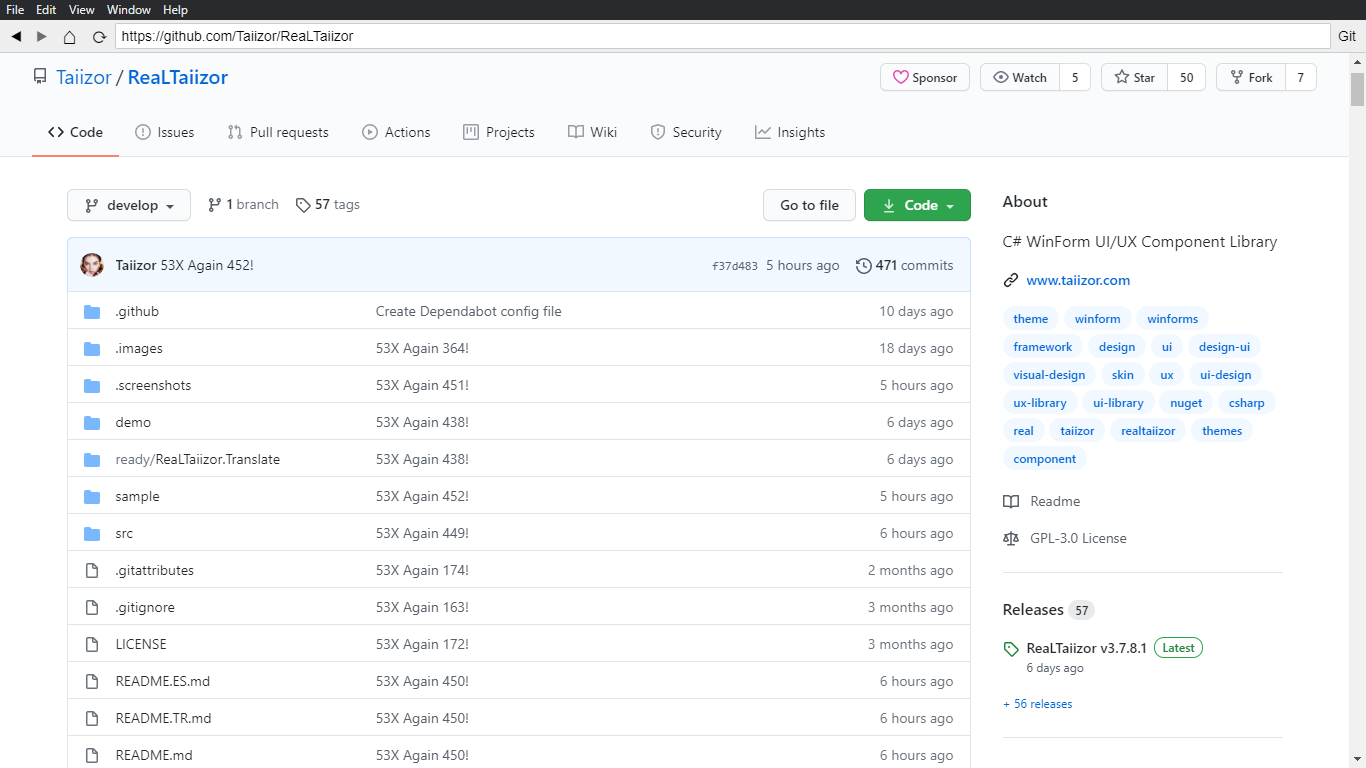 File Edit View Window Help
https://github.com/Taiizor/ReaLTaiizor Git
Taiizor / ReaLTaiizor Sponsor Watch 5 Star 50 Fork 7
Code Issues Pull requests Actions Projects Wiki Security Insights
develop 1 branch 57 tags Go to file Code
Taiizor 53X Again 452! f37d483 5 hours ago 471 commits
.github Create Dependabot config file 10 days ago
.images 53X Again 364! 18 days ago
.screenshots 53X Again 451! 5 hours ago
demo 53X Again 438! 6 days ago
ready/ReaLTaiizor.Translate 53X Again 438! 6 days ago
sample 53X Again 452! 5 hours ago
src 53X Again 449! 6 hours ago
.gitattributes 53X Again 174! 2 months ago
.gitignore 53X Again 163! 3 months ago
LICENSE 53X Again 172! 3 months ago
README.ES.md 53X Again 450! 6 hours ago
README.TR.md 53X Again 450! 6 hours ago
README.md 53X Again 450! 6 hours ago
About
C# WinForm UI/UX Component Library
www.taiizor.com
theme winform winforms
framework design ui design-ui
visual-design skin ux ui-design
ux-library ui-library nuget csharp
real taiizor realtaiizor themes
component
Readme
GPL-3.0 License
Releases 57
ReaLTaiizor v3.7.8.1 Latest
6 days ago
+ 56 releases